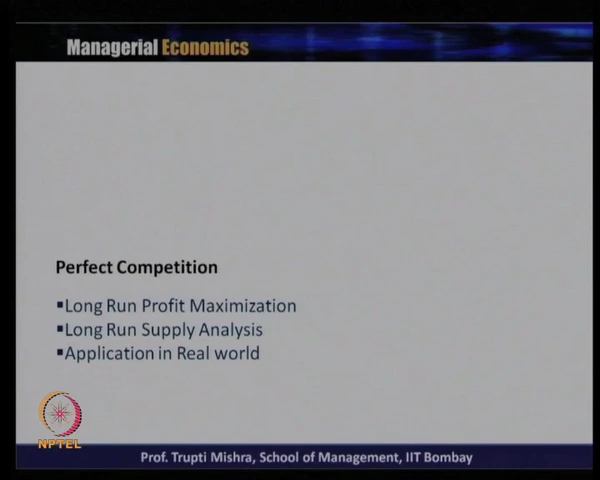 Managerial Economics
Perfect Competition
▪Long Run Profit Maximization
▪Long Run Supply Analysis
▪Application in Real world
NPTEL
Prof. Trupti Mishra, School of Management, IIT Bombay